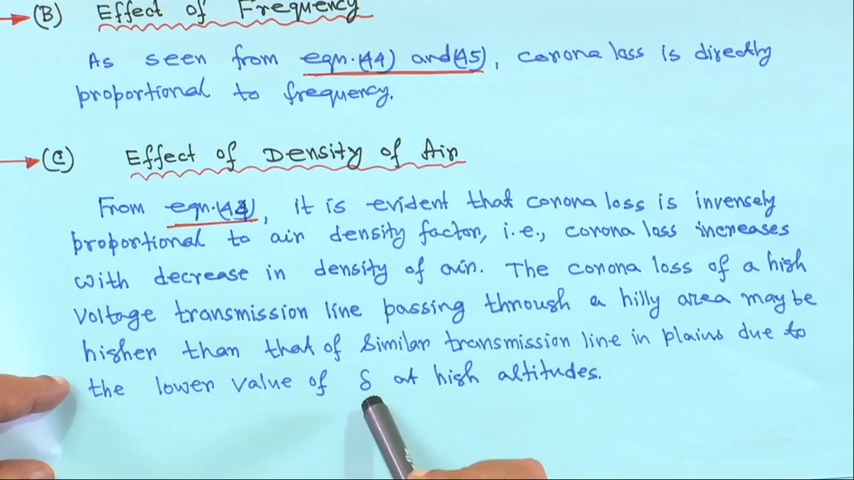 (B) Effect of Frequency
As seen from eqn.(44) and(45), corona loss is directly
proportional to frequency.
(C) Effect of Density of Air
From eqn.(43), it is evident that corona loss is inversely
proportional to air density factor, i.e., corona loss increases
with decrease in density of air. The corona loss of a high
voltage transmission line passing through a hilly area may be
higher than that of similar transmission line in plains due to
the lower value of δ at high altitudes.